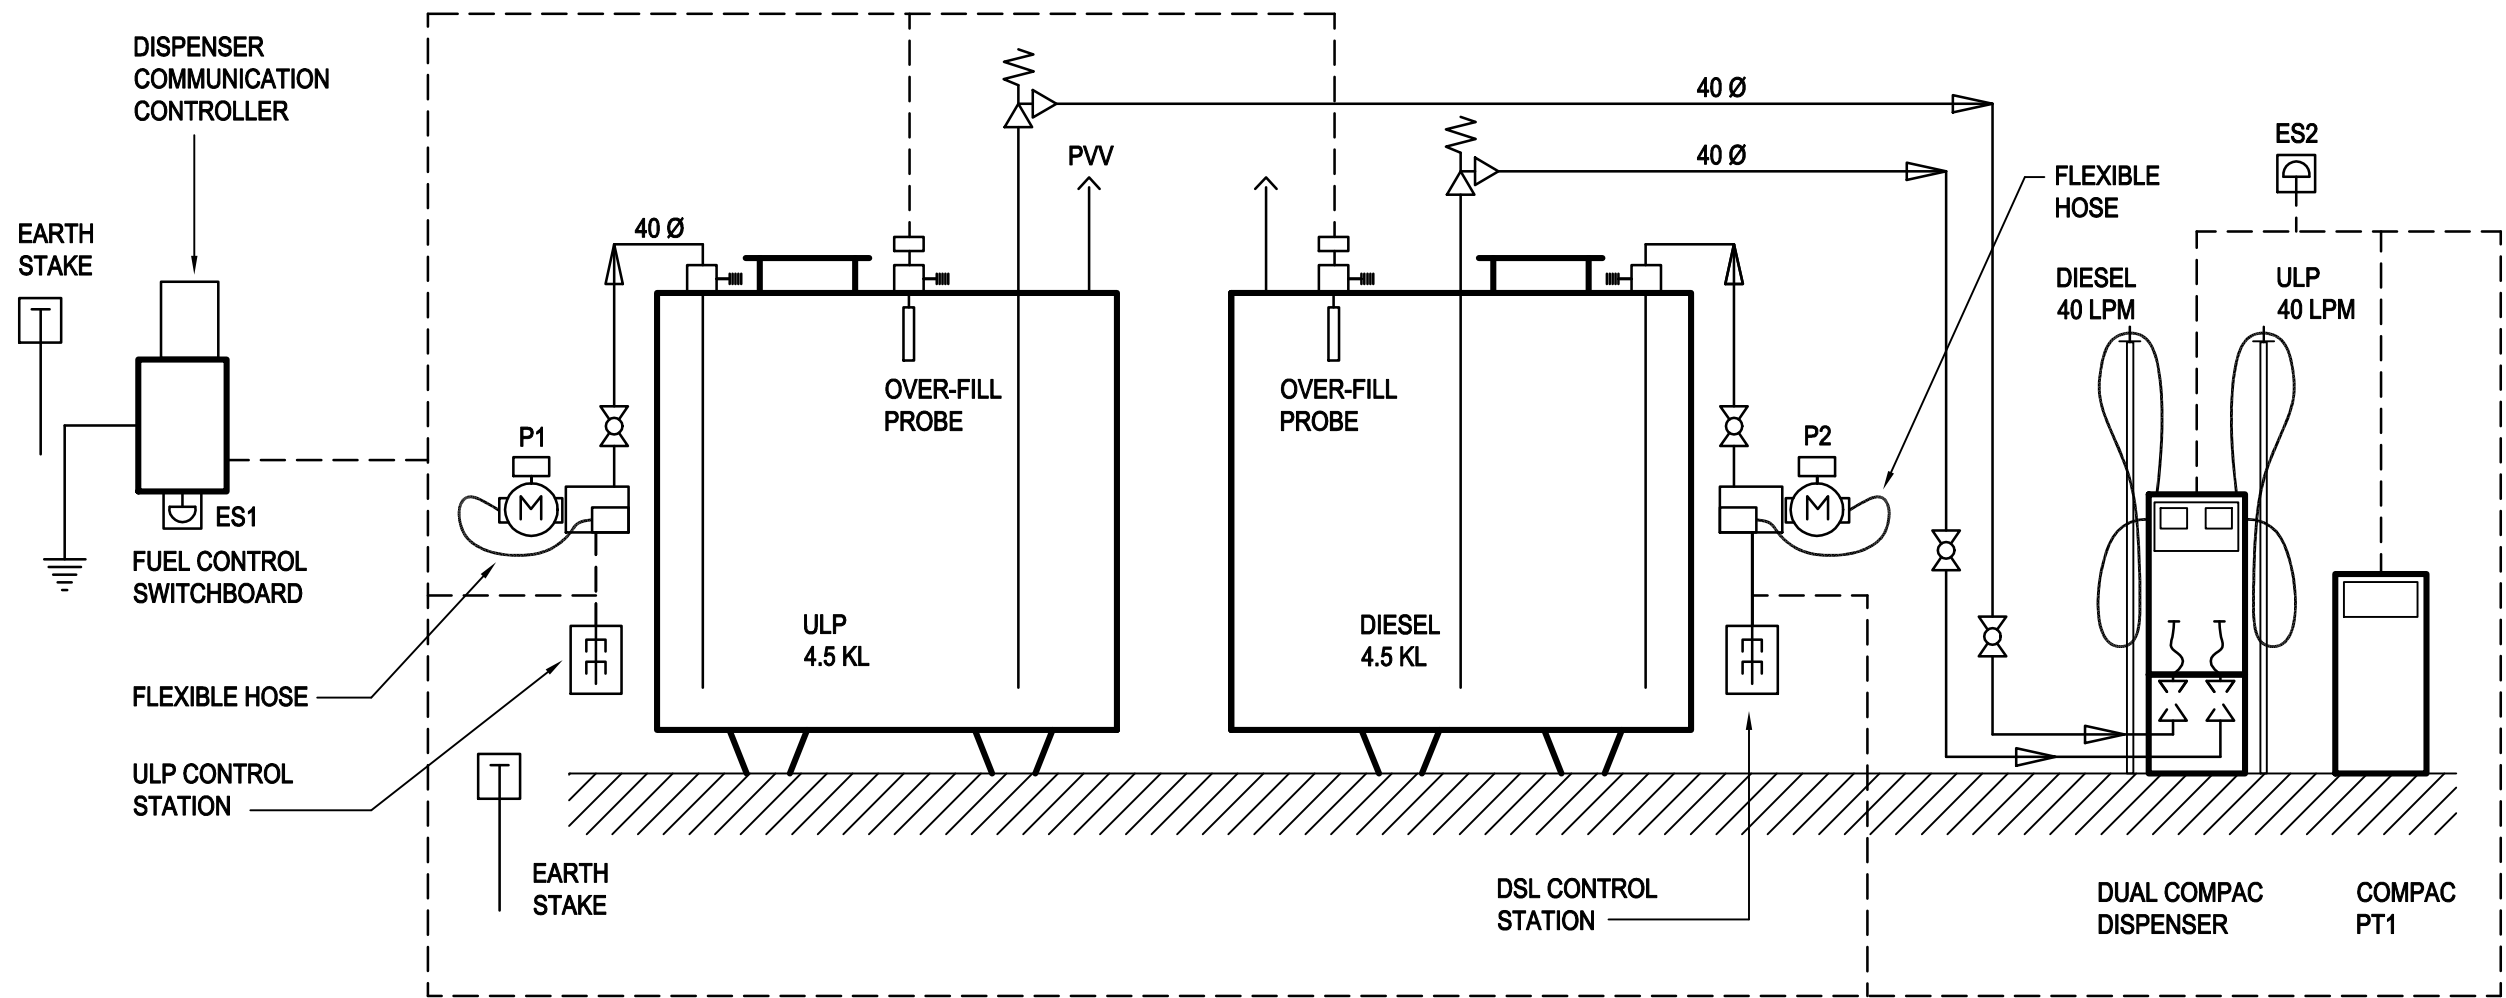 DISPENSER
COMMUNICATION
CONTROLLER
EARTH
STAKE
ES1
FUEL CONTROL
SWITCHBOARD
FLEXIBLE HOSE
ULP CONTROL
STATION
EARTH
STAKE
P1
M
40 Ø
OVER-FILL
PROBE
ULP
4.5 KL
PVV
OVER-FILL
PROBE
DIESEL
4.5 KL
40 Ø
40 Ø
P2
M
DSL CONTROL
STATION
FLEXIBLE
HOSE
ES2
DIESEL
40 LPM
ULP
40 LPM
DUAL COMPAC
DISPENSER
COMPAC
PT1